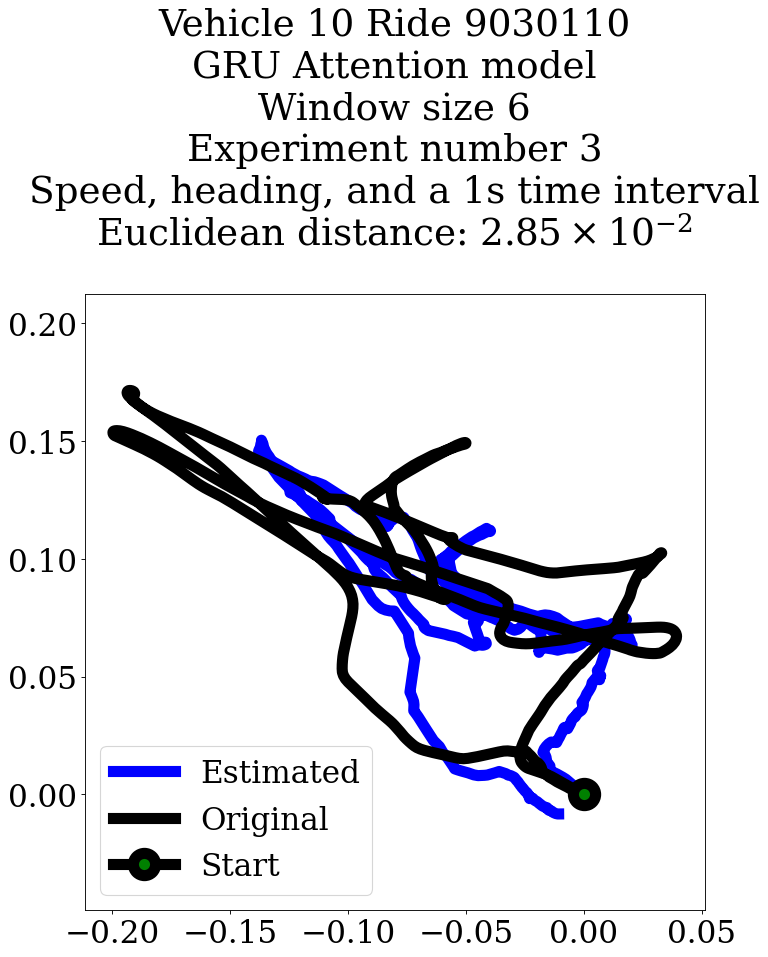 Vehicle 10 Ride 9030110
GRU Attention model
Window size 6
Experiment number 3
Speed, heading, and a 1s time interval
Euclidean distance: 2.85 × 10⁻²
0.20
0.15
0.10
0.05
0.00
Estimated
Original
Start
−0.20 −0.15 −0.10 −0.05 0.00 0.05